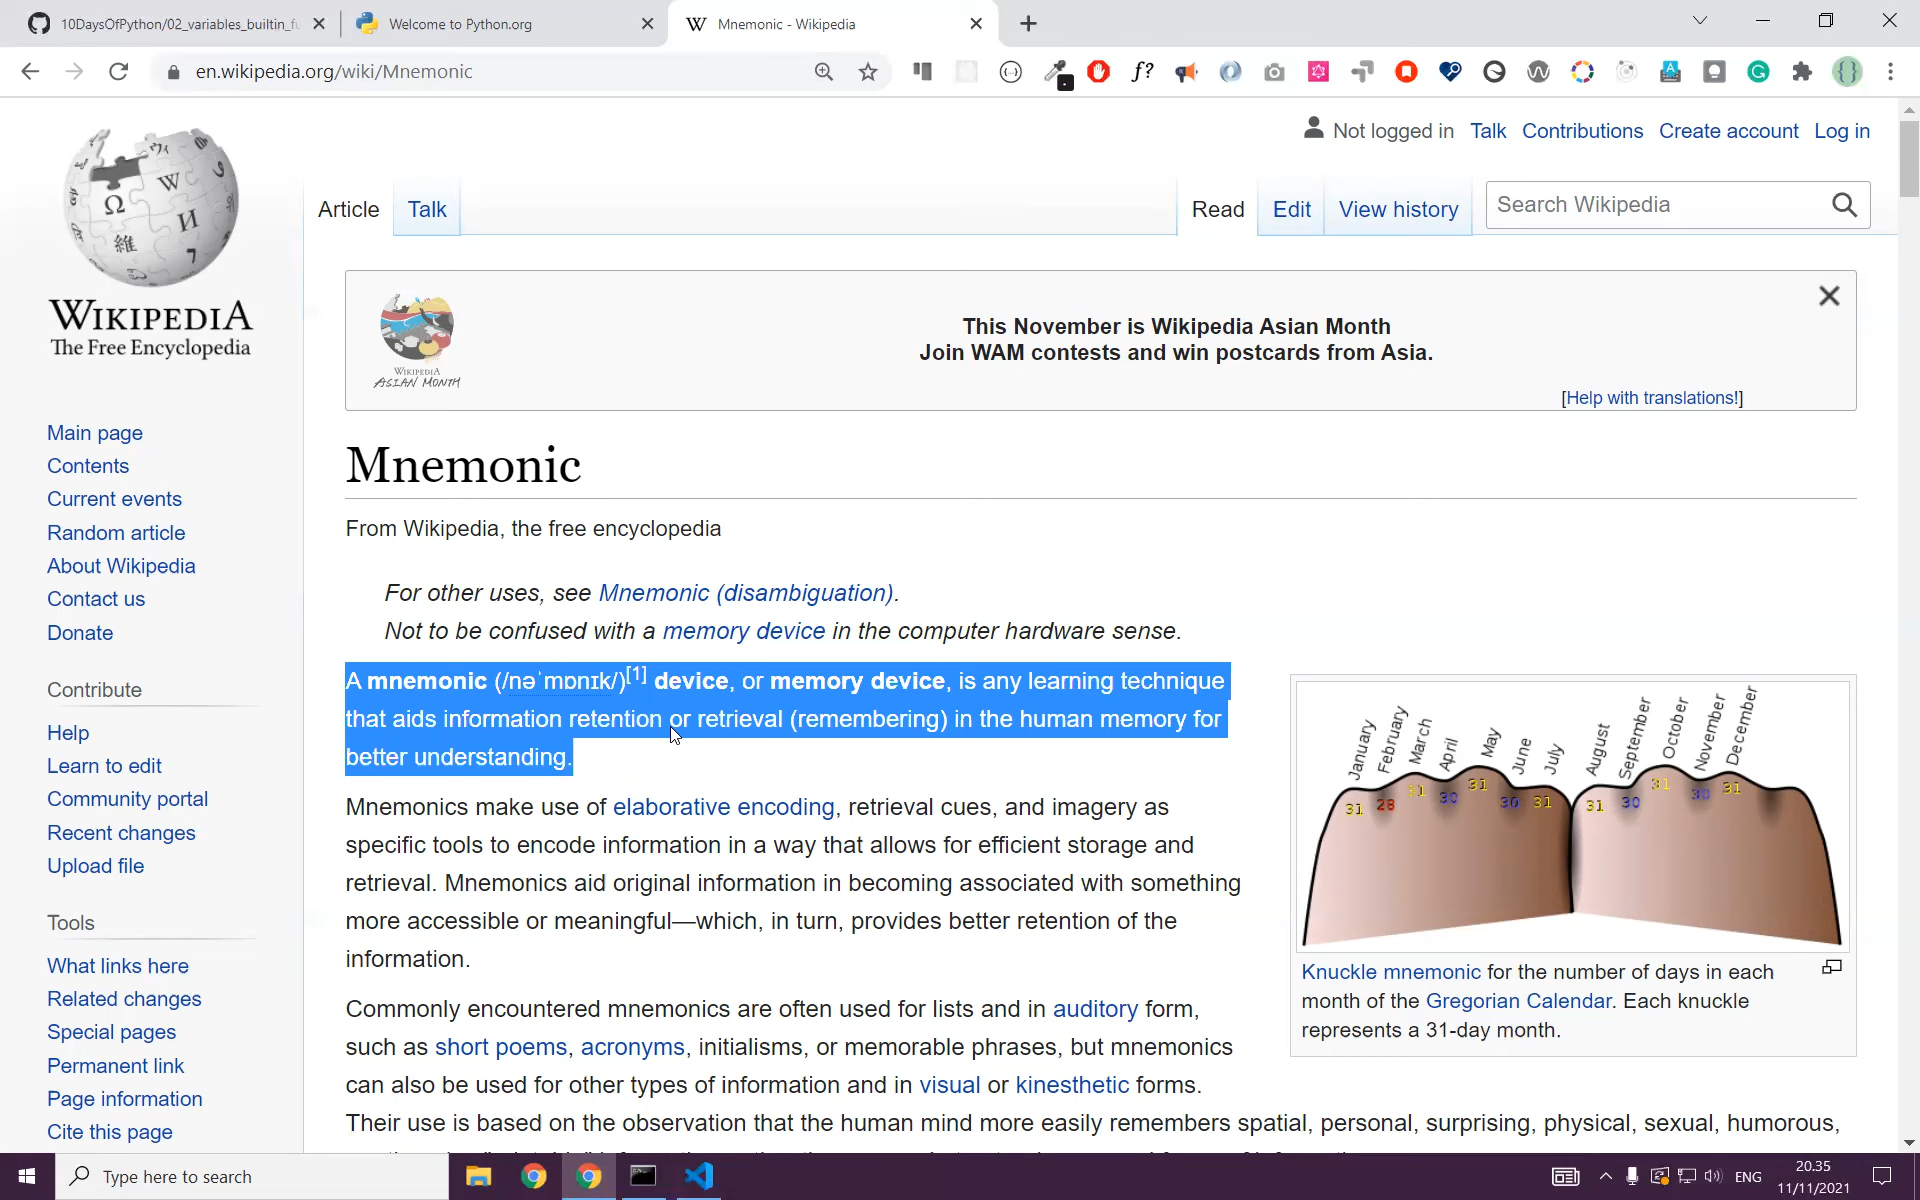 10DaysOfPython/02_variables_builtin_fu
Welcome to Python.org
Mnemonic - Wikipedia
en.wikipedia.org/wiki/Mnemonic
Not logged in Talk Contributions Create account Log in
WIKIPEDIA
The Free Encyclopedia
Article Talk Read Edit View history Search Wikipedia
WIKIPEDIA
ASIAN MONTH
This November is Wikipedia Asian Month
Join WAM contests and win postcards from Asia.
[Help with translations!]
Main page
Contents
Current events
Random article
About Wikipedia
Contact us
Donate
Contribute
Help
Learn to edit
Community portal
Recent changes
Upload file
Tools
What links here
Related changes
Special pages
Permanent link
Page information
Cite this page
Mnemonic
From Wikipedia, the free encyclopedia
For other uses, see Mnemonic (disambiguation).
Not to be confused with a memory device in the computer hardware sense.
A mnemonic (/nəˈmɒnɪk/)[1] device, or memory device, is any learning technique
that aids information retention or retrieval (remembering) in the human memory for
better understanding.
Mnemonics make use of elaborative encoding, retrieval cues, and imagery as
specific tools to encode information in a way that allows for efficient storage and
retrieval. Mnemonics aid original information in becoming associated with something
more accessible or meaningful—which, in turn, provides better retention of the
information.
Commonly encountered mnemonics are often used for lists and in auditory form,
such as short poems, acronyms, initialisms, or memorable phrases, but mnemonics
can also be used for other types of information and in visual or kinesthetic forms.
Their use is based on the observation that the human mind more easily remembers spatial, personal, surprising, physical, sexual, humorous,
January February March April May June July August September October November December
31 28 31 30 31 30 31 31 30 31 30 31
Knuckle mnemonic for the number of days in each
month of the Gregorian Calendar. Each knuckle
represents a 31-day month.
Type here to search
ENG
20.35
11/11/2021